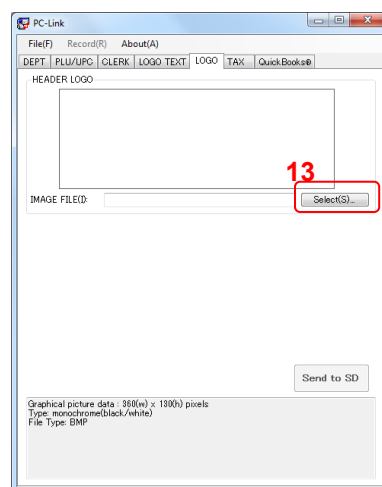 PC-Link
File(F) Record(R) About(A)
DEPT PLU/UPC CLERK LOGO TEXT LOGO TAX QuickBooks®
HEADER LOGO
13
IMAGE FILE(I): Select(S)...
Send to SD
Graphical picture data : 360(w) × 130(h) pixels
Type: monochrome(black/white)
File Type: BMP